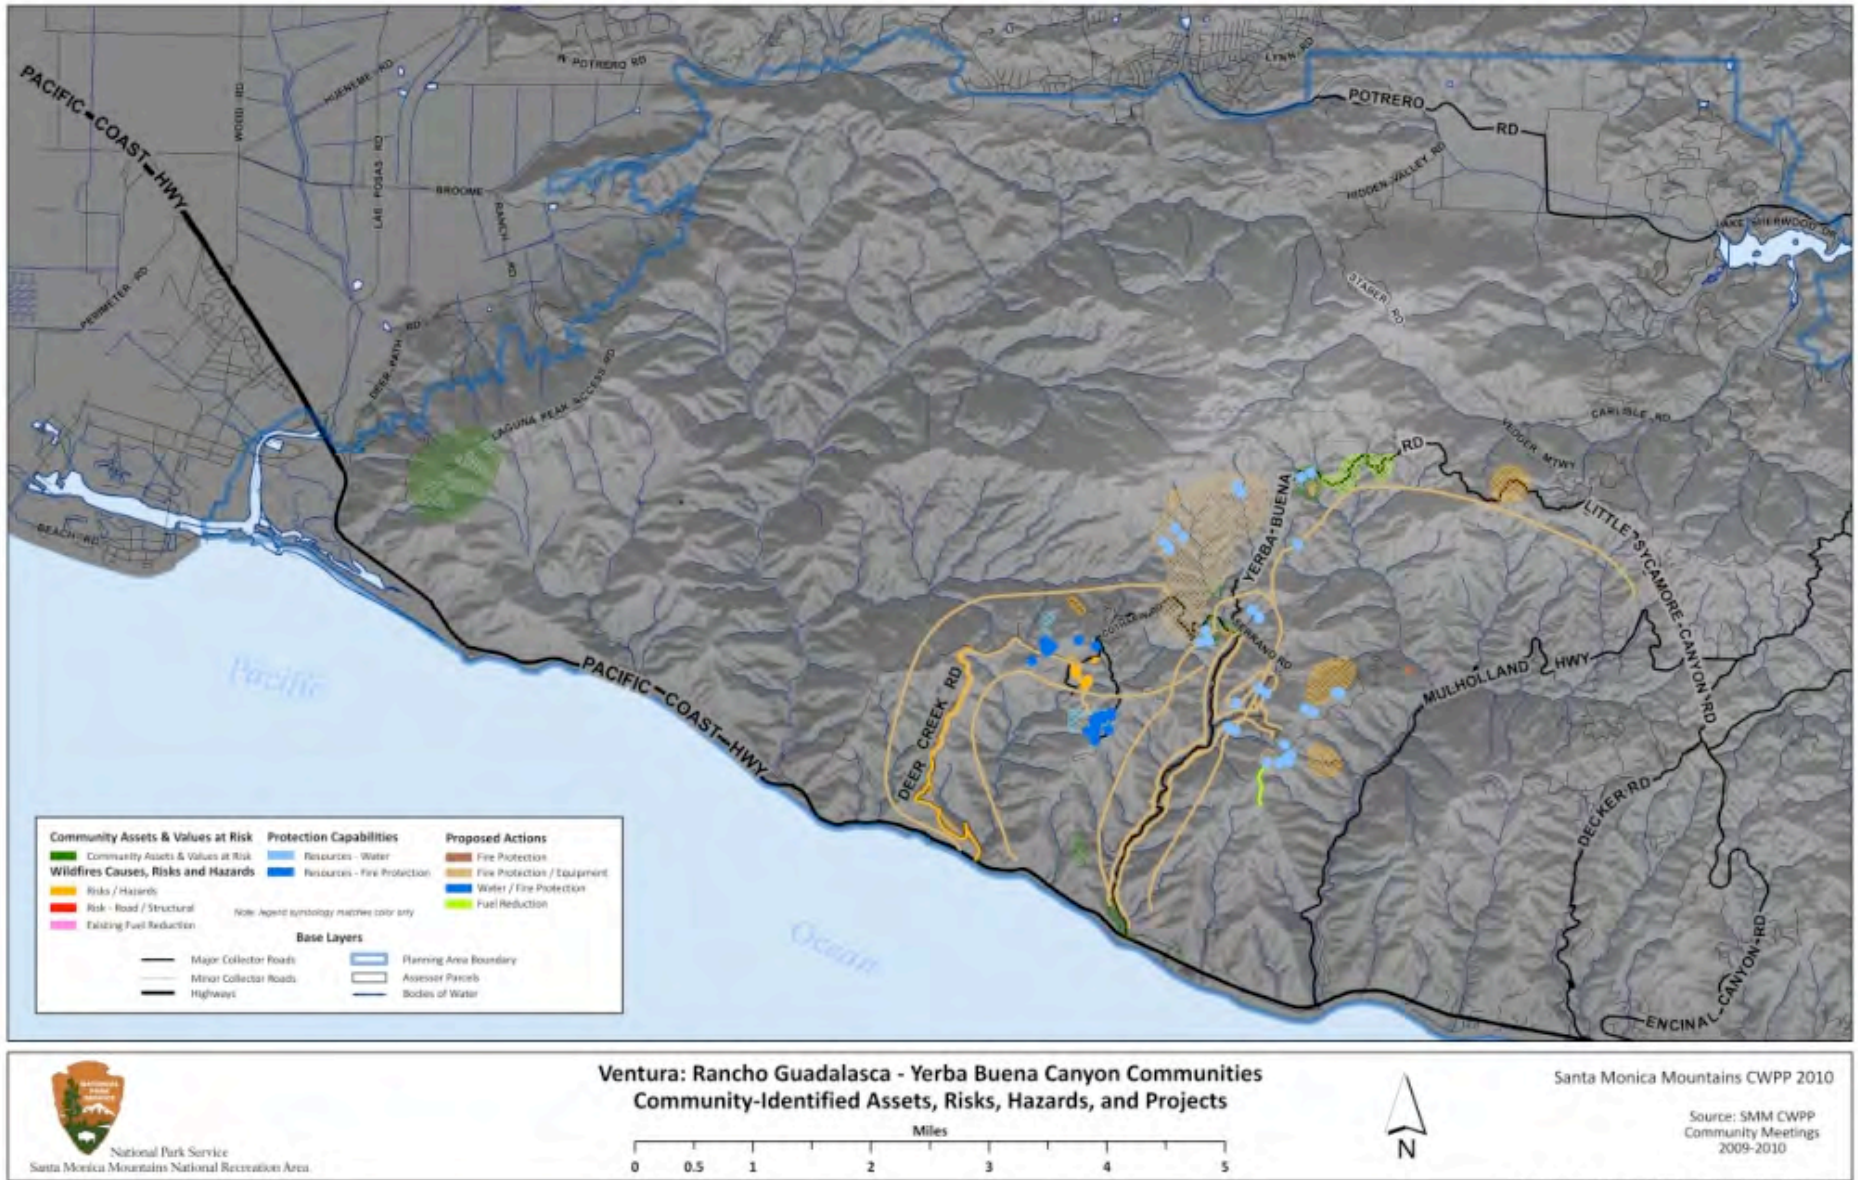 PACIFIC COAST HWY
WOOD RD
HUENEME RD
LAS POSAS RD
N POTRERO RD
LYNN RD
POTRERO RD
BROOME RANCH RD
HIDDEN VALLEY RD
LAKE SHERWOOD DR
STABER RD
PERIMETER RD
DEER PATH RD
LAGUNA PEAK ACCESS RD
CARLISLE RD
YERBA BUENA RD
LITTLE SYCAMORE CANYON RD
BEACH RD
COTHARIN RD
SERRANO RD
MULHOLLAND HWY
DEER CREEK RD
PACIFIC COAST HWY
DECKER RD
ENCINAL CANYON RD
Pacific
Ocean
Community Assets & Values at Risk
Community Assets & Values at Risk
Wildfires Causes, Risks and Hazards
Risks / Hazards
Risk - Road / Structural
Existing Fuel Reduction
Protection Capabilities
Resources - Water
Resources - Fire Protection
Note: legend symbology matches color only
Proposed Actions
Fire Protection
Fire Protection / Equipment
Water / Fire Protection
Fuel Reduction
Base Layers
Major Collector Roads
Minor Collector Roads
Highways
Planning Area Boundary
Assessor Parcels
Bodies of Water
NATIONAL
PARK
SERVICE
National Park Service
Santa Monica Mountains National Recreation Area
Ventura: Rancho Guadalasca - Yerba Buena Canyon Communities
Community-Identified Assets, Risks, Hazards, and Projects
Miles
0 0.5 1 2 3 4 5
N
Santa Monica Mountains CWPP 2010
Source: SMM CWPP
Community Meetings
2009-2010